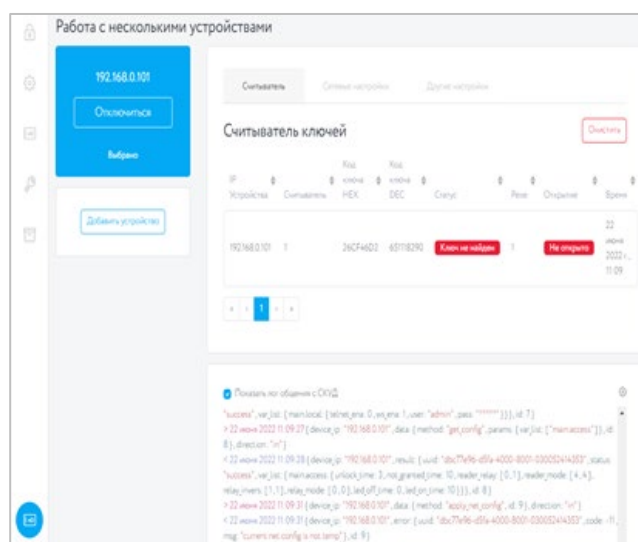 Работа с несколькими устройствами
192.168.0.101
Отключиться
Выбрано
Добавить устройство
Считыватель
Сетевые настройки
Другие настройки
Считыватель ключей
Очистить
IP Устройства
Считыватель
Код ключа HEX
Код ключа DEC
Статус
Реле
Открытие
Время
192.168.0.101
1
26CF46D2
651118290
Ключ не найден
1
Не открыто
22 июня 2022 г., 11:09
« ‹ 1 › »
Показать лог общения с СКУД
"success", var_list: { main.local: { telnet_ena: 0, ws_ena: 1, user: "admin", pass: "*******" } } }, id: 7 }
> 22 июня 2022 11:09:27 { device_ip: "192.168.0.101", data: { method: "get_config", params: { var_list: [ "main.access" ] }, id:
8 }, direction: "in" }
< 22 июня 2022 11:09:28 { device_ip: "192.168.0.101", result: { uuid: "dbc77e96-d5fa-4000-8001-030052414353", status:
"success", var_list: { main.access: { unlock_time: 3, not_granted_time: 10, reader_relay: [ 0, 1 ], reader_mode: [ 4, 4 ],
relay_invers: [ 1, 1 ], relay_mode: [ 0, 0 ], led_off_time: 0, led_on_time: 10 } } }, id: 8 }
> 22 июня 2022 11:09:31 { device_ip: "192.168.0.101", data: { method: "apply_net_config", id: 9 }, direction: "in" }
< 22 июня 2022 11:09:31 { device_ip: "192.168.0.101", error: { uuid: "dbc77e96-d5fa-4000-8001-030052414353", code: -11,
msg: "current net config is not temp" }, id: 9 }